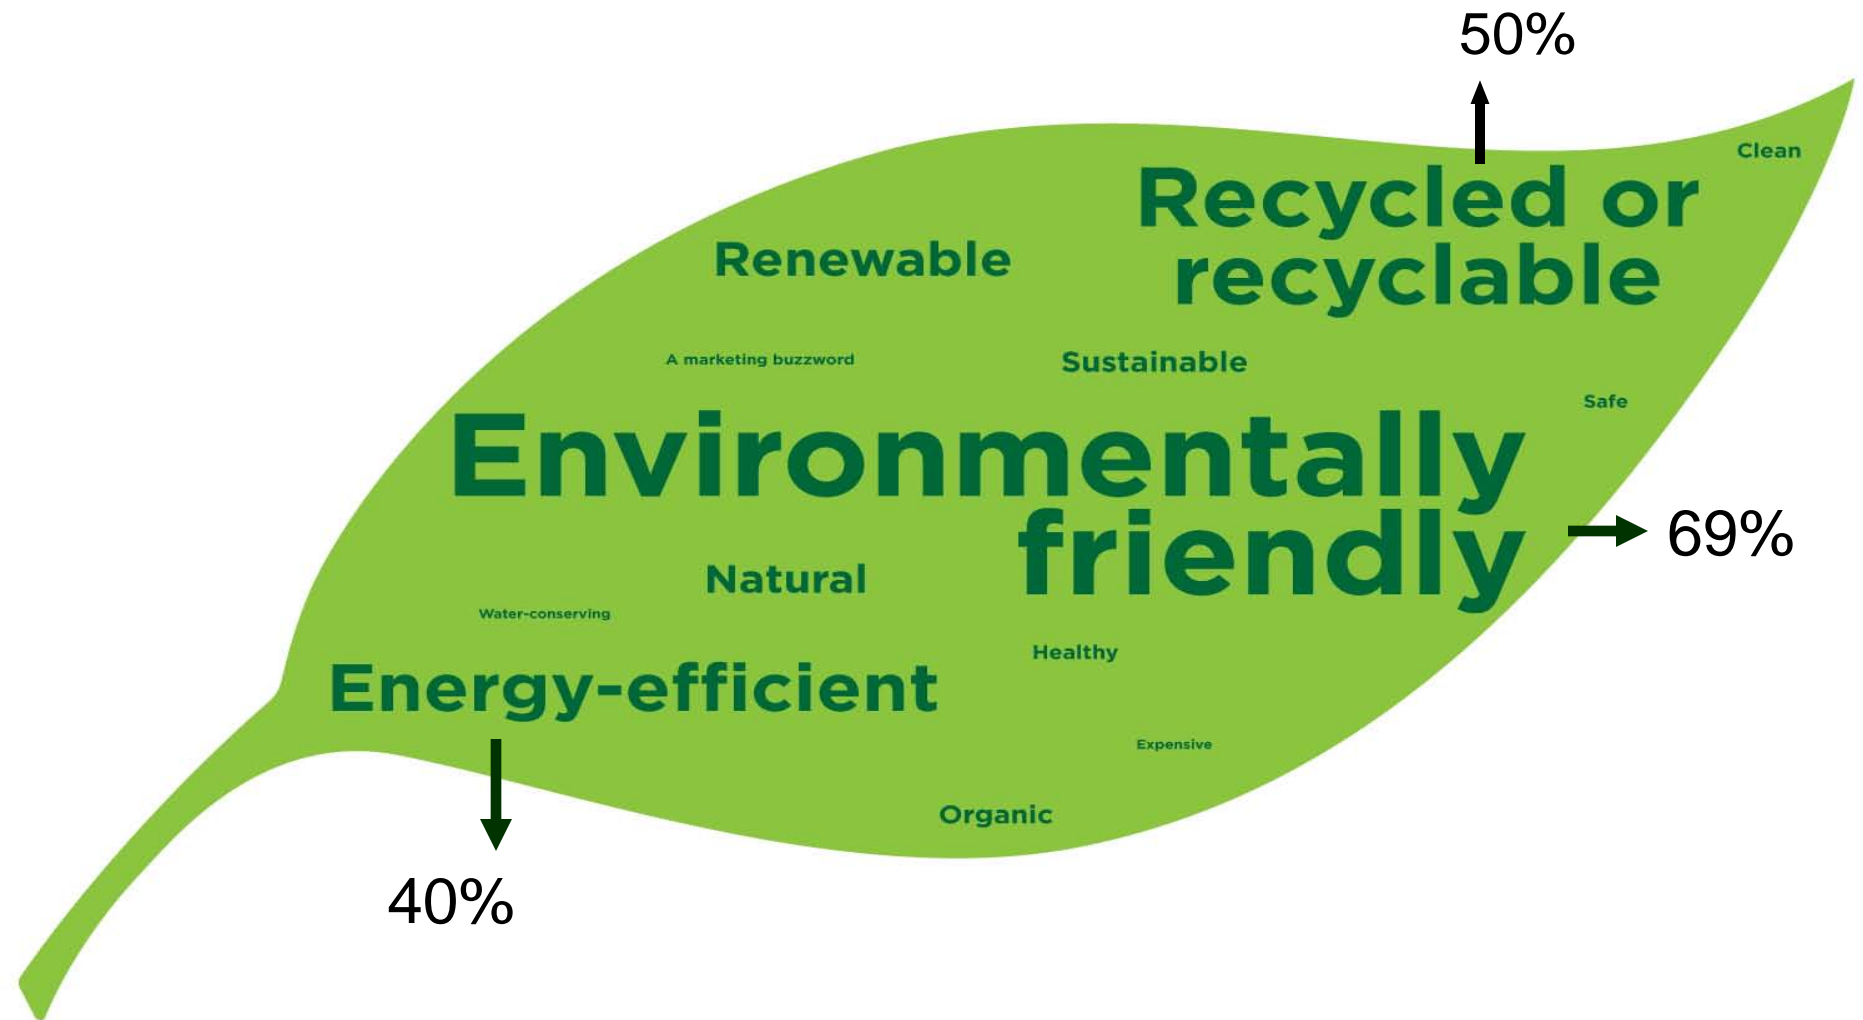 50%
Clean
Recycled or
recyclable
Renewable
A marketing buzzword
Sustainable
Safe
Environmentally
friendly
69%
Natural
Water-conserving
Healthy
Energy-efficient
Expensive
Organic
40%